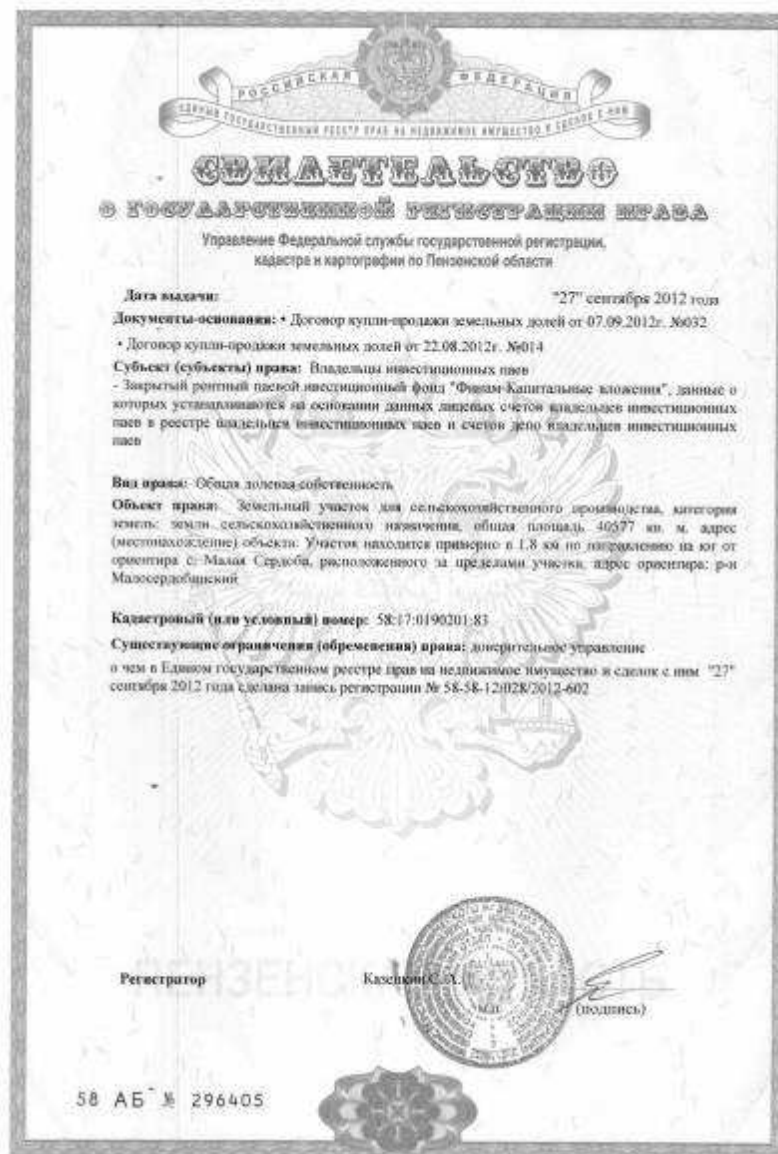 РОССИЙСКАЯ ФЕДЕРАЦИЯ
ЕДИНЫЙ ГОСУДАРСТВЕННЫЙ РЕЕСТР ПРАВ НА НЕДВИЖИМОЕ ИМУЩЕСТВО И СДЕЛОК С НИМ
СВИДЕТЕЛЬСТВО
О ГОСУДАРСТВЕННОЙ РЕГИСТРАЦИИ ПРАВА
Управление Федеральной службы государственной регистрации,
кадастра и картографии по Пензенской области
Дата выдачи: "27" сентября 2012 года
Документы-основания: • Договор купли-продажи земельных долей от 07.09.2012г. №032
• Договор купли-продажи земельных долей от 22.08.2012г. №014
Субъект (субъекты) права: Владельцы инвестиционных паев
- Закрытый рентный паевой инвестиционный фонд "Финам-Капитальные вложения", данные о
которых устанавливаются на основании данных лицевых счетов владельцев инвестиционных
паев в реестре владельцев инвестиционных паев и счетов депо владельцев инвестиционных
паев
Вид права: Общая долевая собственность
Объект права: Земельный участок для сельскохозяйственного производства, категория
земель: земли сельскохозяйственного назначения, общая площадь 40577 кв. м, адрес
(местонахождение) объекта: Участок находится примерно в 1.8 км по направлению на юг от
ориентира с. Малая Сердоба, расположенного за пределами участка, адрес ориентира: р-н
Малосердобинский
Кадастровый (или условный) номер: 58:17:0190201:83
Существующие ограничения (обременения) права: доверительное управление
о чем в Едином государственном реестре прав на недвижимое имущество и сделок с ним "27"
сентября 2012 года сделана запись регистрации № 58-58-12/028/2012-602
ПЕНЗЕНСКАЯ ОБЛАСТЬ
Регистратор Казенкин С. А.
М.П.
(подпись)
58 АБ № 296405